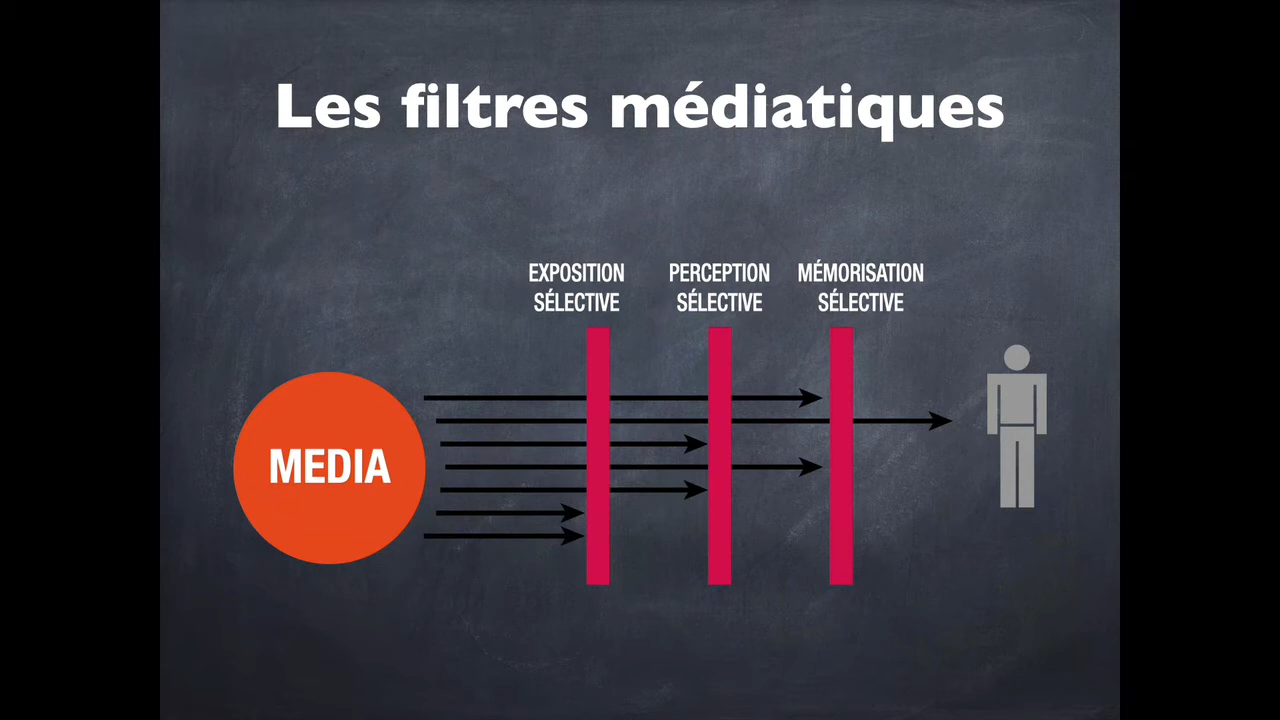 Les filtres médiatiques
EXPOSITION
SÉLECTIVE
PERCEPTION
SÉLECTIVE
MÉMORISATION
SÉLECTIVE
MEDIA